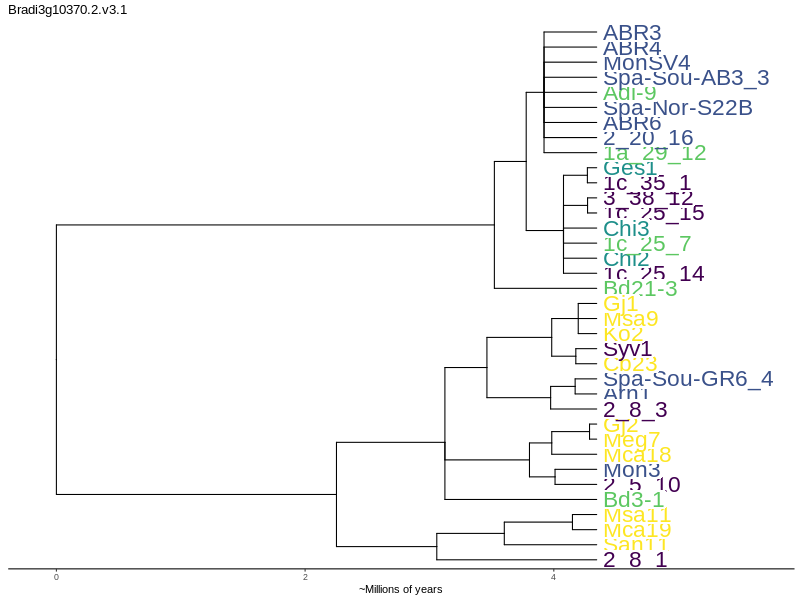 Bradi3g10370.2.v3.1
ABR3
ABR4
MonSV4
Spa-Sou-AB3_3
Adi-9
Spa-Nor-S22B
ABR6
2_20_16
1a_29_12
Ges1
1c_35_1
3_38_12
1c_25_15
Chi3
1c_25_7
Chi2
1c_25_14
Bd21-3
Gj1
Msa9
Ko2
Syv1
Cb23
Spa-Sou-GR6_4
Arn1
2_8_3
Gj2
Meg7
Mca18
Mon3
2_5_10
Bd3-1
Msa11
Mca19
San11
2_8_1
0 2 4
~Millions of years